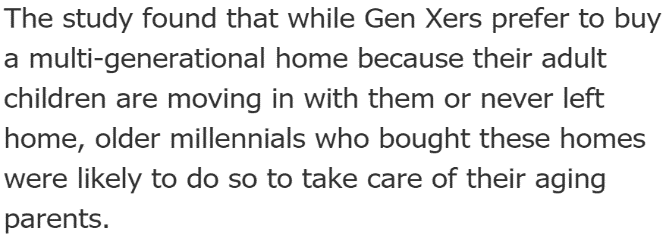 The study found that while Gen Xers prefer to buy
a multi-generational home because their adult
children are moving in with them or never left
home, older millennials who bought these homes
were likely to do so to take care of their aging
parents.